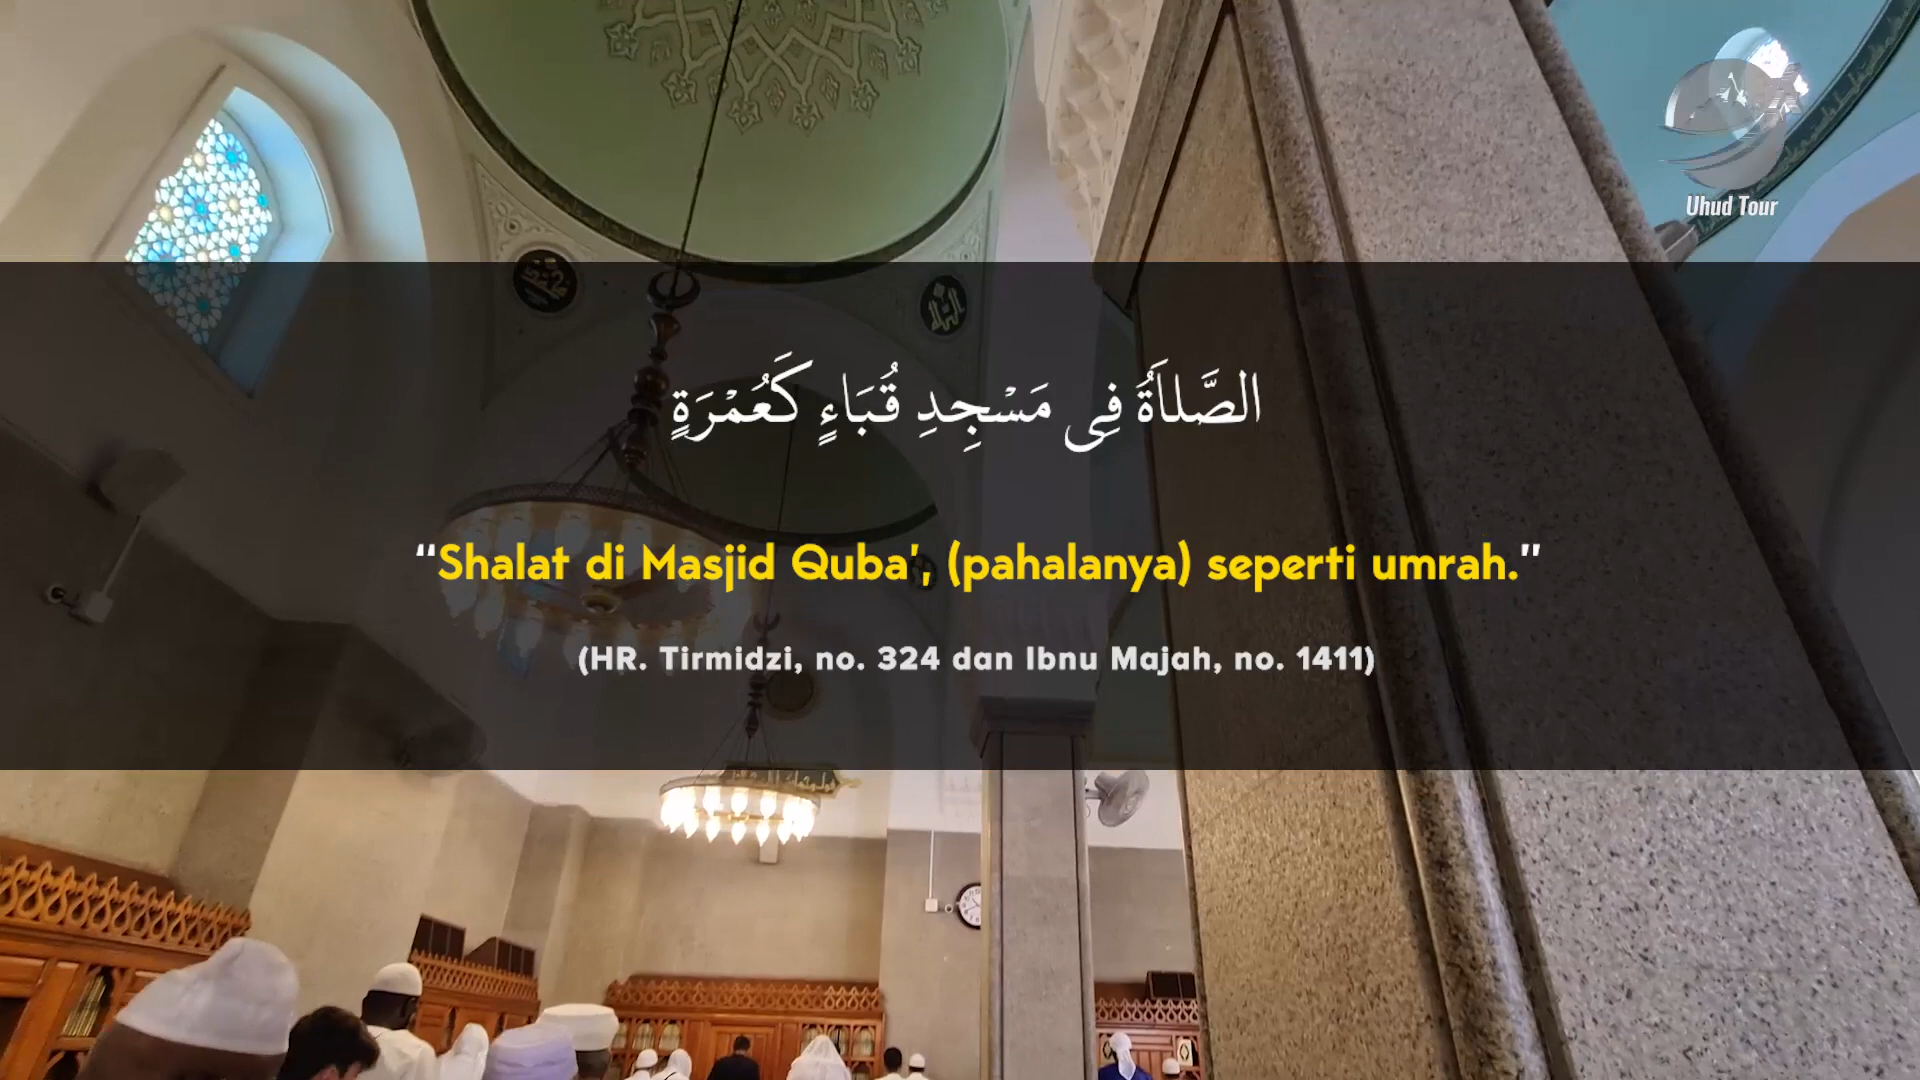 Uhud Tour
الصَّلاَةُ فِى مَسْجِدِ قُبَاءٍ كَعُمْرَةٍ
“Shalat di Masjid Quba’, (pahalanya) seperti umrah.”
(HR. Tirmidzi, no. 324 dan Ibnu Majah, no. 1411)